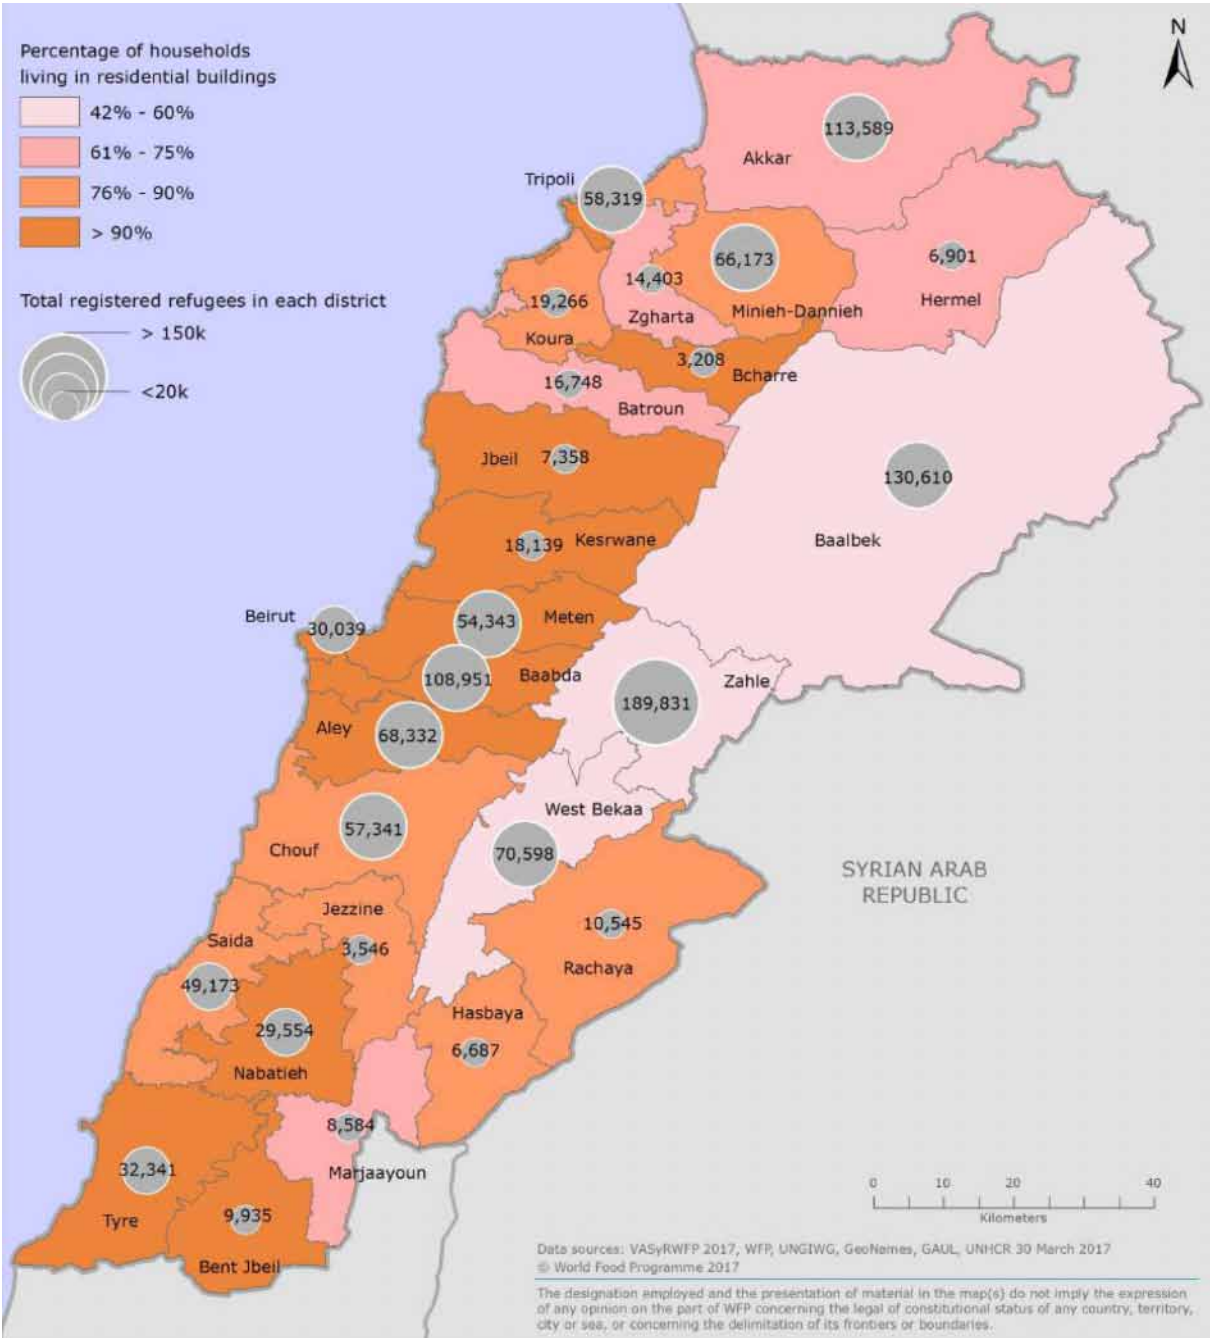 Percentage of households
living in residential buildings
42% - 60%
61% - 75%
76% - 90%
> 90%
Total registered refugees in each district
> 150k
<20k
N
113,589
Akkar
Tripoli
58,319
66,173
6,901
14,403
Hermel
19,266
Zgharta
Minieh-Dannieh
Koura
3,208
Bcharre
16,748
Batroun
Jbeil
7,358
130,610
18,139
Kesrwane
Baalbek
Beirut
30,039
54,343
Meten
108,951
Baabda
Zahle
189,831
Aley
68,332
West Bekaa
57,341
Chouf
70,598
SYRIAN ARAB
REPUBLIC
Jezzine
10,545
Saida
3,546
Rachaya
49,173
Hasbaya
29,554
6,687
Nabatieh
8,584
Marjaayoun
32,341
Tyre
9,935
Bent Jbeil
0 10 20 40
Kilometers
Data sources: VASyRWFP 2017, WFP, UNGIWG, GeoNames, GAUL, UNHCR 30 March 2017
© World Food Programme 2017
The designation employed and the presentation of material in the map(s) do not imply the expression
of any opinion on the part of WFP concerning the legal of constitutional status of any country, territory,
city or sea, or concerning the delimitation of its frontiers or boundaries.